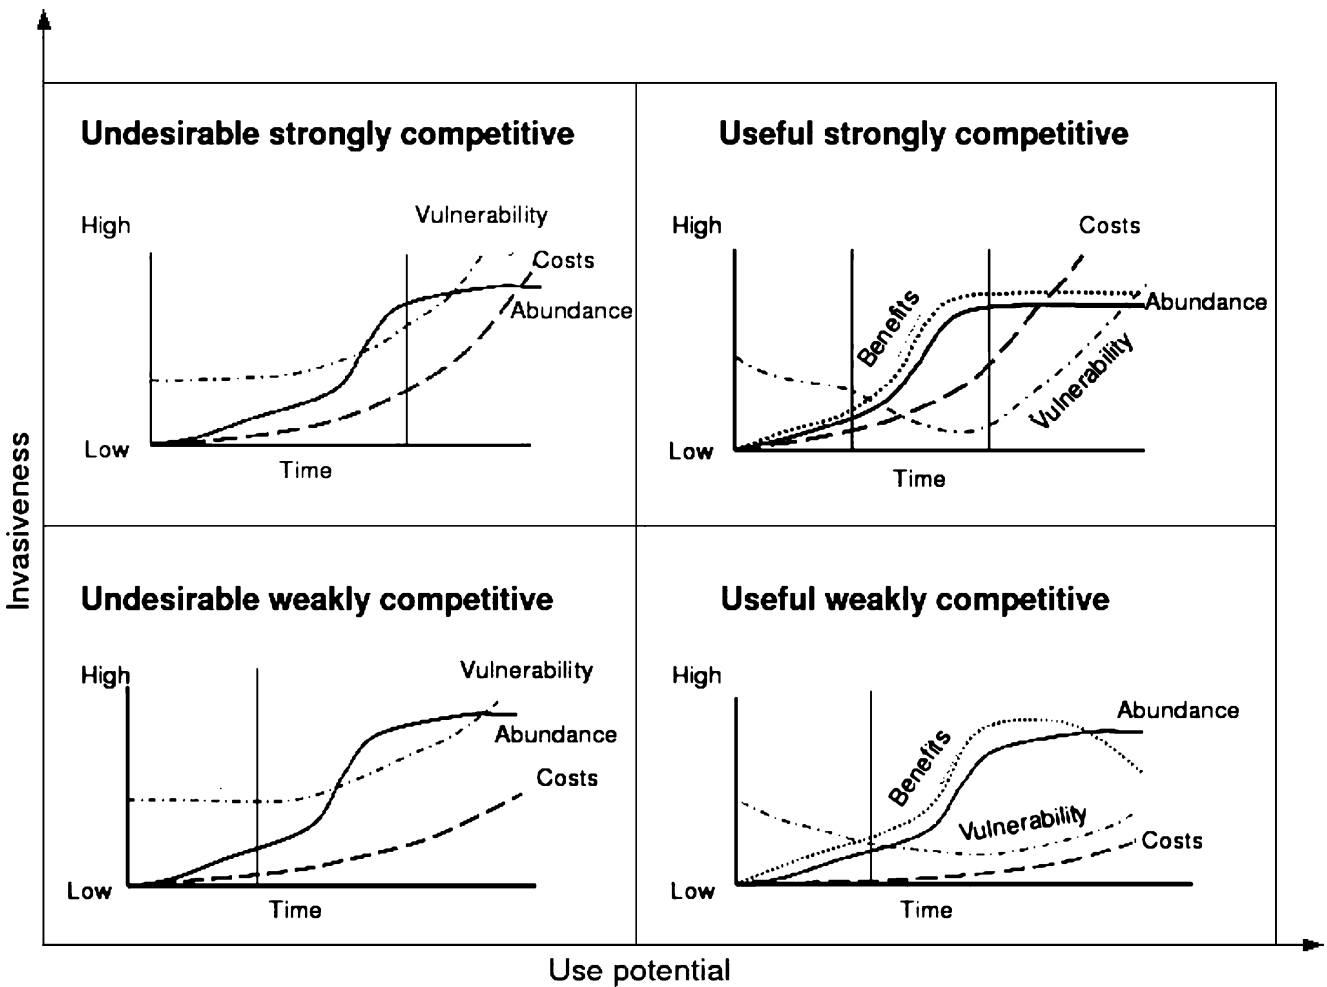 Undesirable strongly competitive
High
Vulnerability
Costs
Abundance
Low
Time
Useful strongly competitive
High
Costs
Benefits
Abundance
Vulnerability
Low
Time
Invasiveness
Undesirable weakly competitive
High
Vulnerability
Abundance
Costs
Low
Time
Useful weakly competitive
High
Abundance
Benefits
Vulnerability
Costs
Low
Time
Use potential